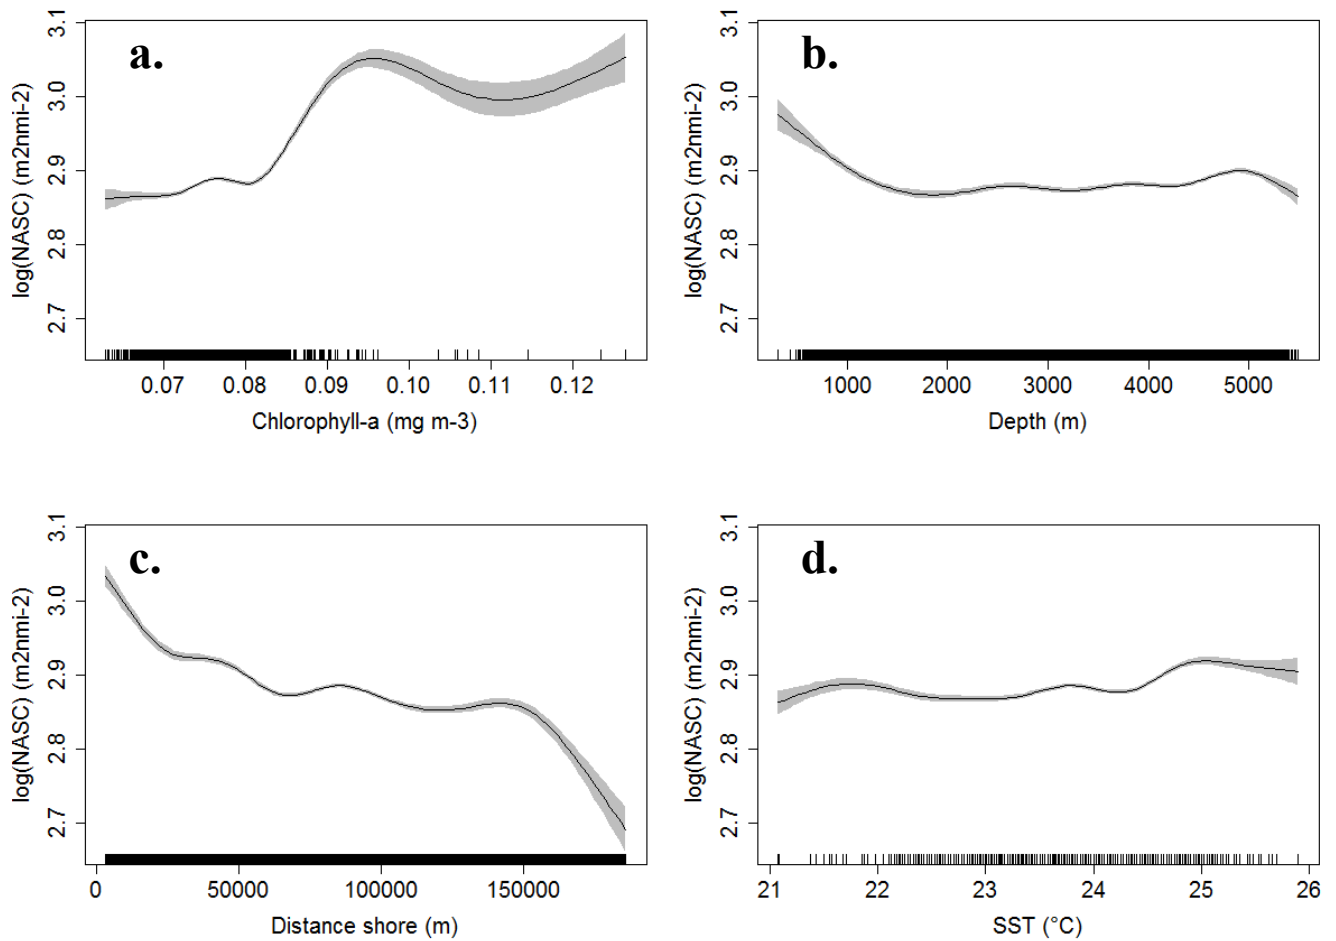 a.
3.1
3.0
2.9
2.8
2.7
log(NASC) (m2nmi-2)
0.07 0.08 0.09 0.10 0.11 0.12
Chlorophyll-a (mg m-3)
b.
3.1
3.0
2.9
2.8
2.7
log(NASC) (m2nmi-2)
1000 2000 3000 4000 5000
Depth (m)
c.
3.1
3.0
2.9
2.8
2.7
log(NASC) (m2nmi-2)
0 50000 100000 150000
Distance shore (m)
d.
3.1
3.0
2.9
2.8
2.7
log(NASC) (m2nmi-2)
21 22 23 24 25 26
SST (°C)